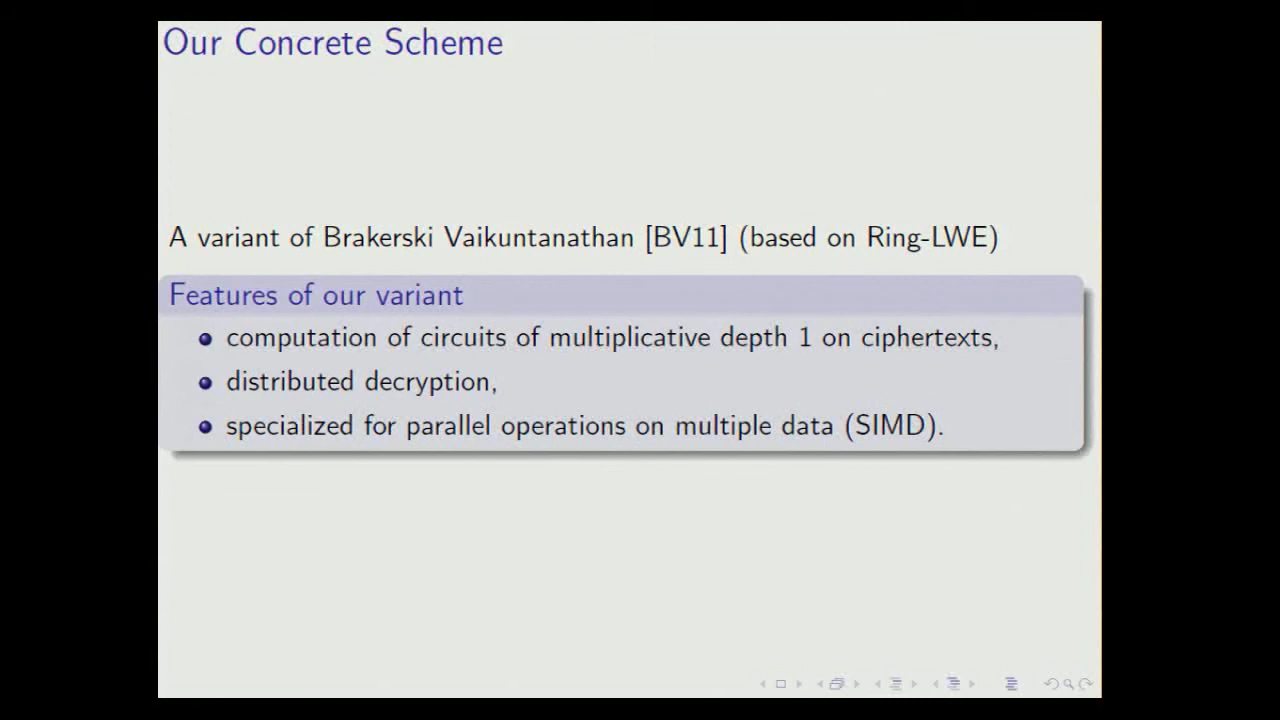 Our Concrete Scheme
A variant of Brakerski Vaikuntanathan [BV11] (based on Ring-LWE)
Features of our variant
computation of circuits of multiplicative depth 1 on ciphertexts,
distributed decryption,
specialized for parallel operations on multiple data (SIMD).